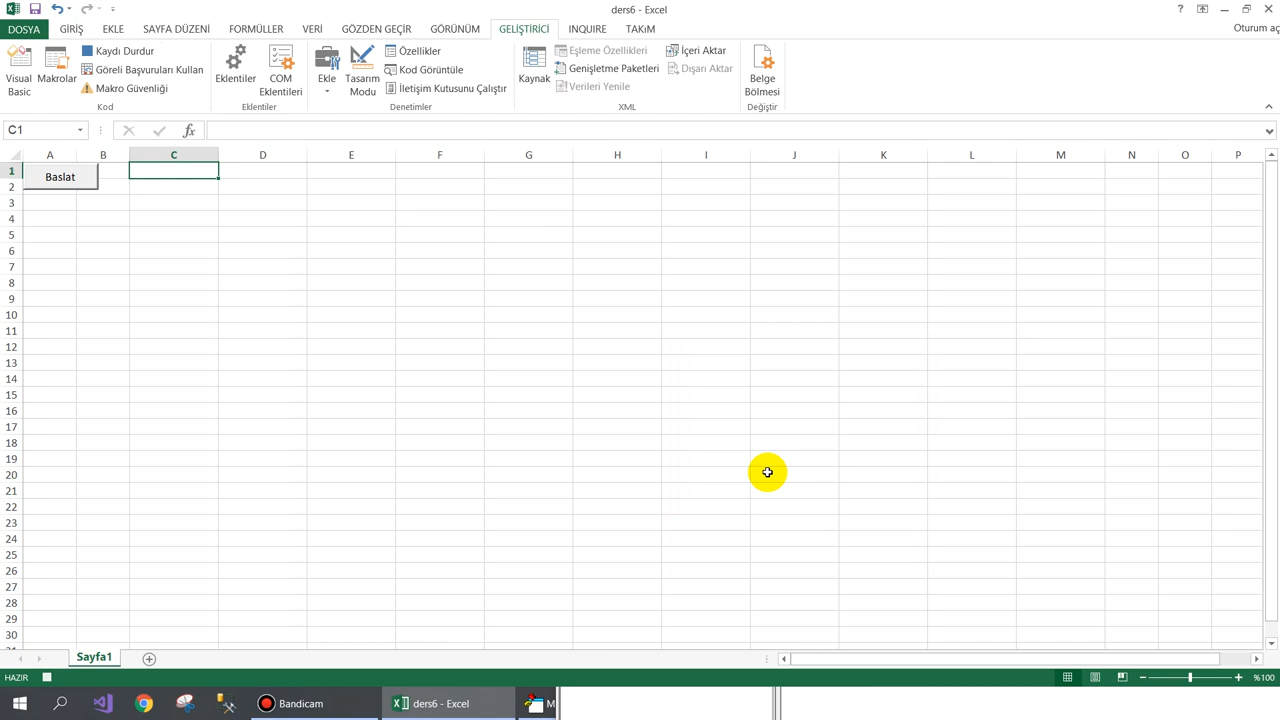 ders6 - Excel
?
DOSYA GİRİŞ EKLE SAYFA DÜZENİ FORMÜLLER VERİ GÖZDEN GEÇİR GÖRÜNÜM GELİŞTİRİCİ INQUIRE TAKıM
Oturum aç
Visual Basic
Makrolar
Kaydı Durdur
Göreli Başvuruları Kullan
Makro Güvenliği
Kod
Eklentiler
COM Eklentileri
Eklentiler
Ekle
Tasarım Modu
Özellikler
Kod Görüntüle
İletişim Kutusunu Çalıştır
Denetimler
Kaynak
Eşleme Özellikleri
Genişletme Paketleri
Verileri Yenile
İçeri Aktar
Dışarı Aktar
XML
Belge Bölmesi
Değiştir
C1
fx
A B C D E F G H I J K L M N O P
1
Baslat
2
3
4
5
6
7
8
9
10
11
12
13
14
15
16
17
18
19
20
21
22
23
24
25
26
27
28
29
30
Sayfa1
HAZIR
%100
Bandicam
ders6 - Excel
M